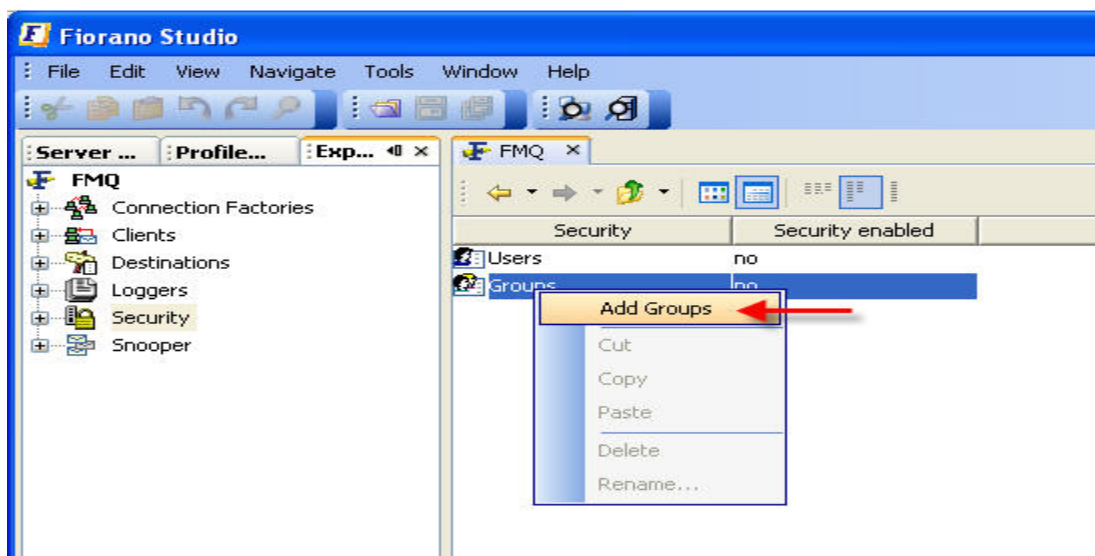 Fiorano Studio
File Edit View Navigate Tools Window Help
Server ... Profile... Exp...
FMQ
FMQ
Connection Factories
Clients
Destinations
Loggers
Security
Snooper
Security Security enabled
Users no
Groups no
Add Groups
Cut
Copy
Paste
Delete
Rename...